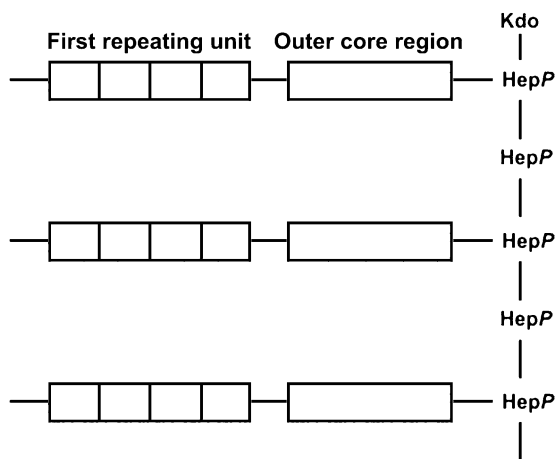 Kdo
First repeating unit Outer core region
HepP
HepP
HepP
HepP
HepP